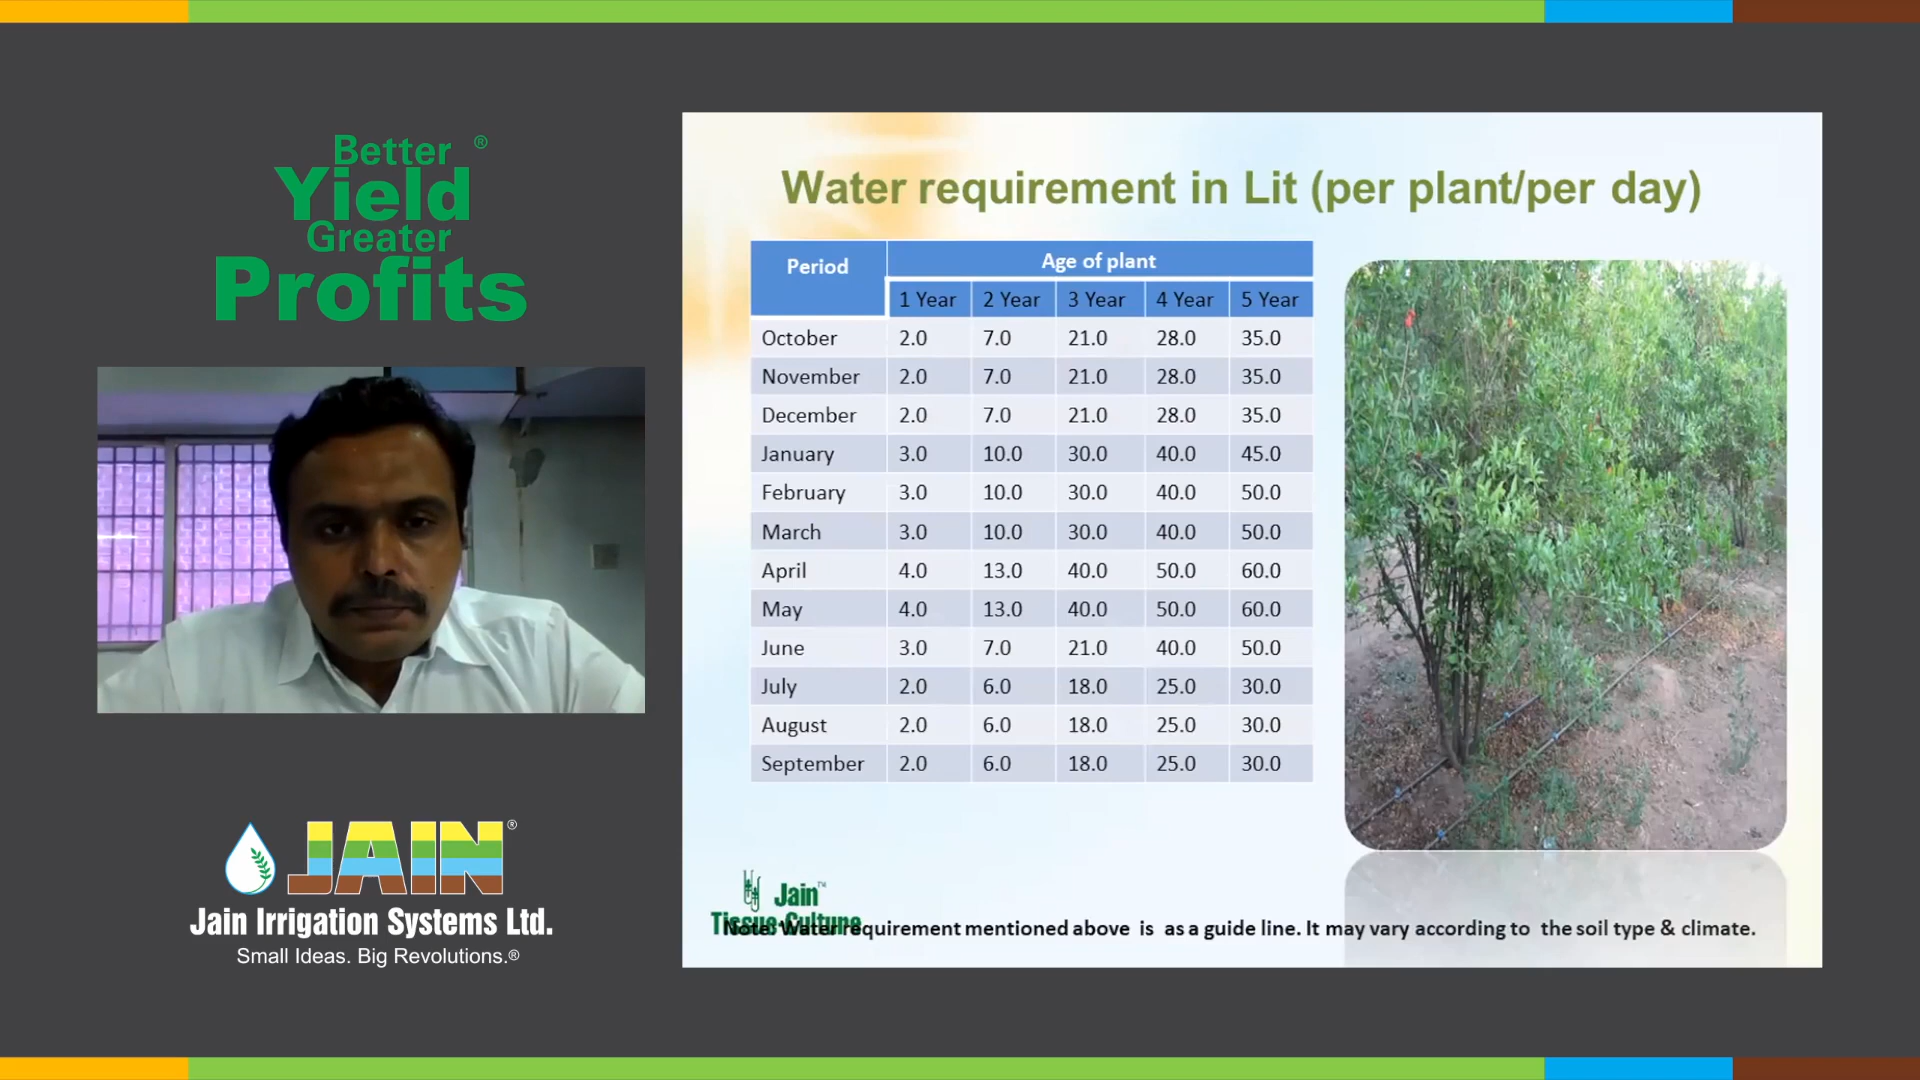 Better ®
Yield
Greater
Profits
JAIN®
Jain Irrigation Systems Ltd.
Small Ideas. Big Revolutions.®
Water requirement in Lit (per plant/per day)
Period Age of plant
1 Year 2 Year 3 Year 4 Year 5 Year
October 2.0 7.0 21.0 28.0 35.0
November 2.0 7.0 21.0 28.0 35.0
December 2.0 7.0 21.0 28.0 35.0
January 3.0 10.0 30.0 40.0 45.0
February 3.0 10.0 30.0 40.0 50.0
March 3.0 10.0 30.0 40.0 50.0
April 4.0 13.0 40.0 50.0 60.0
May 4.0 13.0 40.0 50.0 60.0
June 3.0 7.0 21.0 40.0 50.0
July 2.0 6.0 18.0 25.0 30.0
August 2.0 6.0 18.0 25.0 30.0
September 2.0 6.0 18.0 25.0 30.0
Jain™
Tissue Culture
Note: Water requirement mentioned above is as a guide line. It may vary according to the soil type & climate.